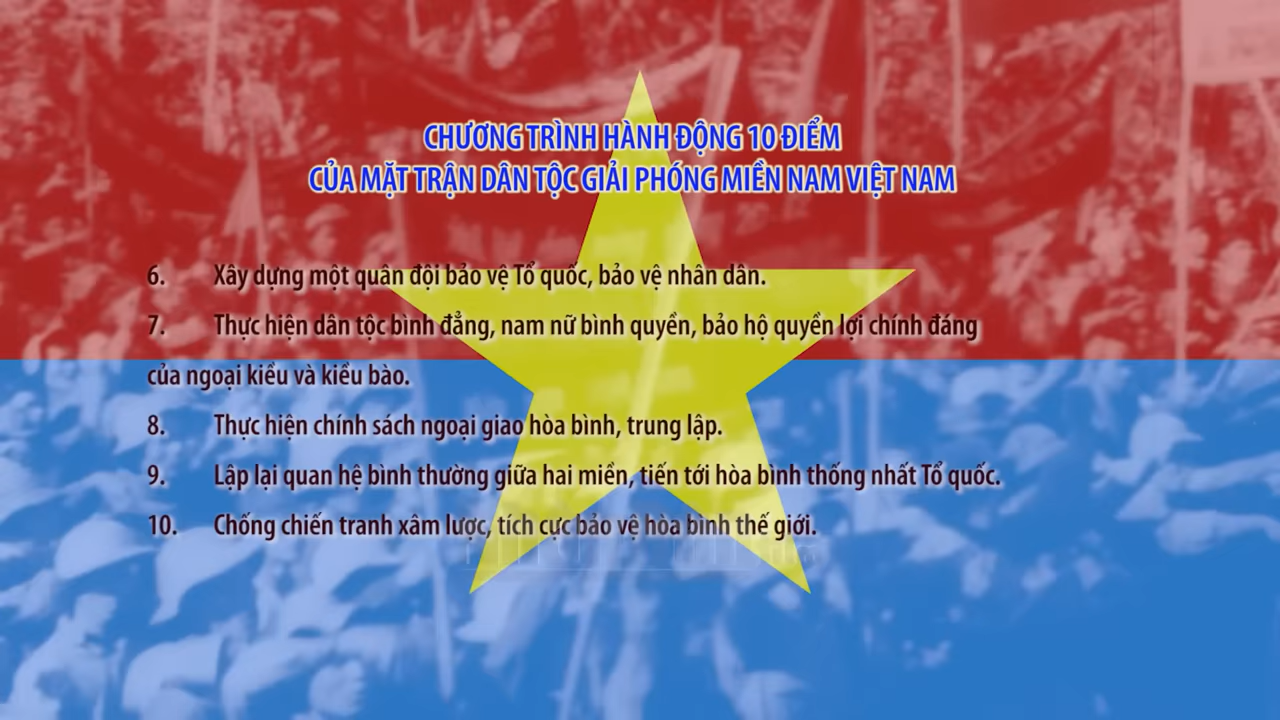 CHƯƠNG TRÌNH HÀNH ĐỘNG 10 ĐIỂM
CỦA MẶT TRẬN DÂN TỘC GIẢI PHÓNG MIỀN NAM VIỆT NAM
6. Xây dựng một quân đội bảo vệ Tổ quốc, bảo vệ nhân dân.
7. Thực hiện dân tộc bình đẳng, nam nữ bình quyền, bảo hộ quyền lợi chính đáng
của ngoại kiều và kiều bào.
8. Thực hiện chính sách ngoại giao hòa bình, trung lập.
9. Lập lại quan hệ bình thường giữa hai miền, tiến tới hòa bình thống nhất Tổ quốc.
10. Chống chiến tranh xâm lược, tích cực bảo vệ hòa bình thế giới.